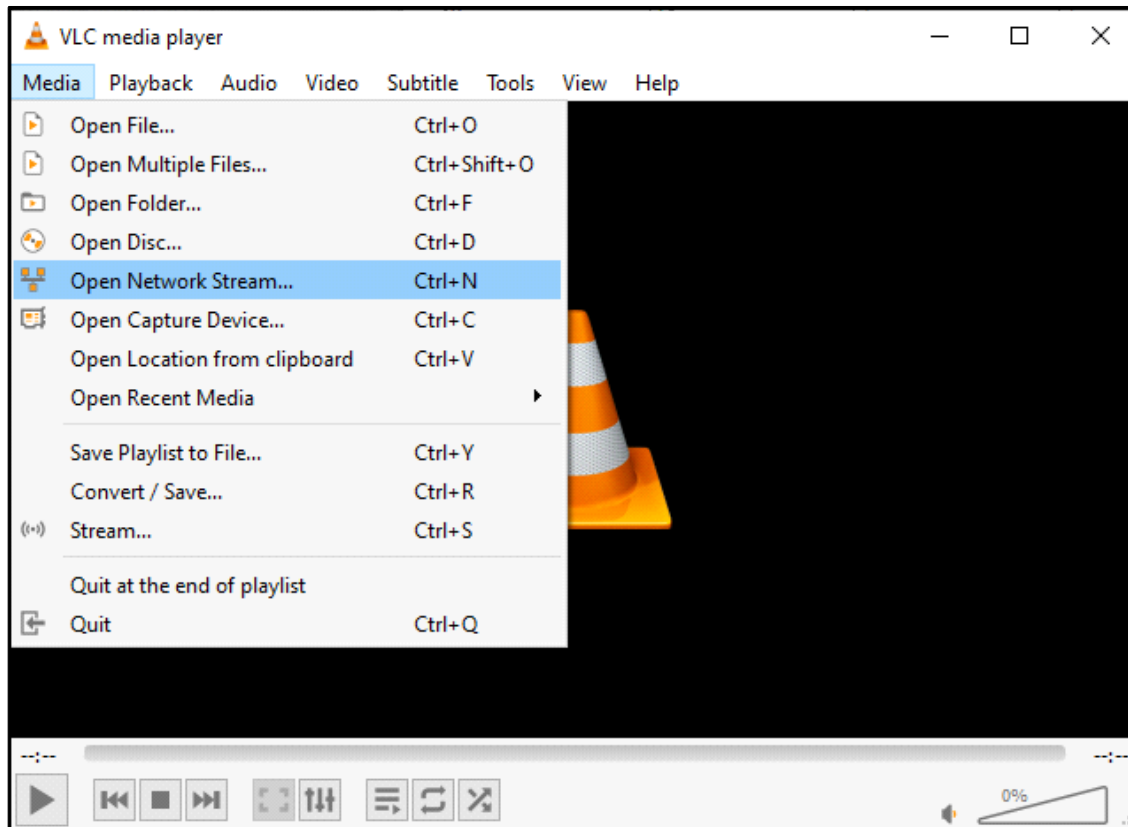 VLC media player
Media Playback Audio Video Subtitle Tools View Help
Open File... Ctrl+O
Open Multiple Files... Ctrl+Shift+O
Open Folder... Ctrl+F
Open Disc... Ctrl+D
Open Network Stream... Ctrl+N
Open Capture Device... Ctrl+C
Open Location from clipboard Ctrl+V
Open Recent Media
Save Playlist to File... Ctrl+Y
Convert / Save... Ctrl+R
Stream... Ctrl+S
Quit at the end of playlist
Quit Ctrl+Q
--:-- --:--
0%